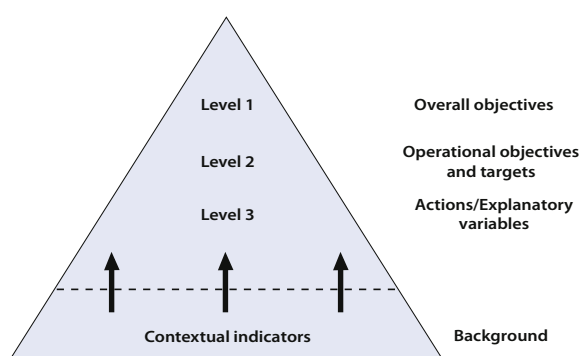 Level 1
Overall objectives
Level 2
Operational objectives
and targets
Level 3
Actions/Explanatory
variables
Contextual indicators
Background